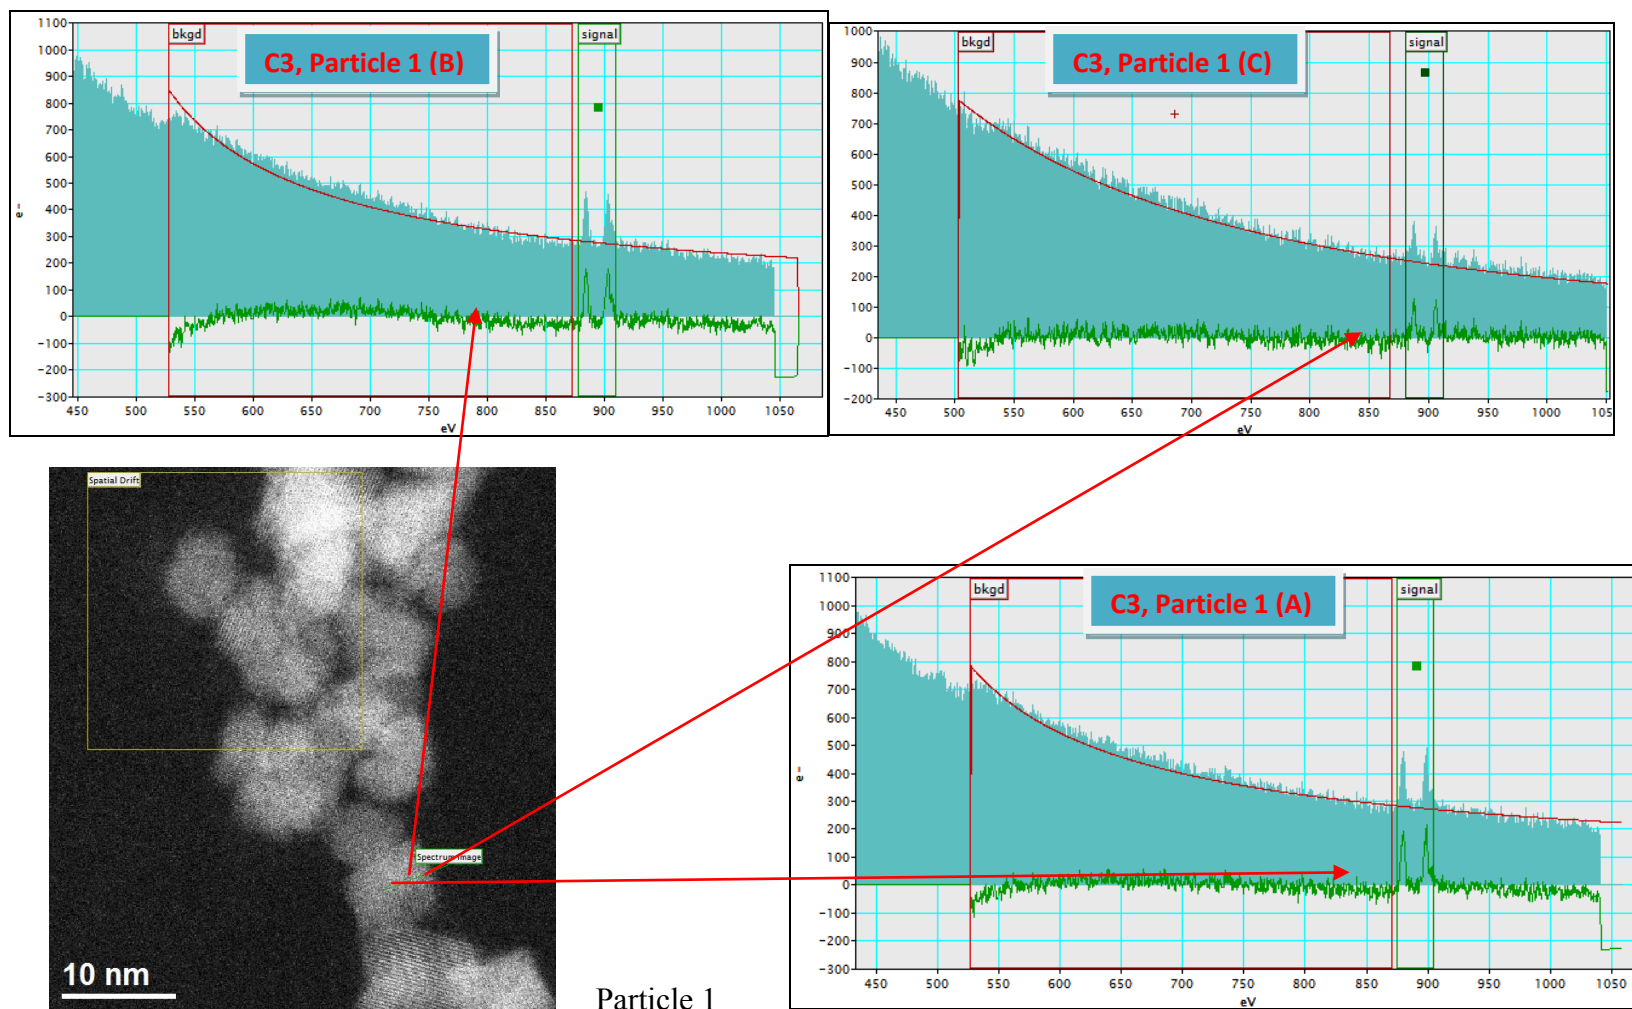 bkgd
C3, Particle 1 (B)
signal
1100
1000
900
800
700
600
500
400
300
200
100
0
-100
-200
-300
e-
450 500 550 600 650 700 750 800 850 900 950 1000 1050
eV
bkgd
C3, Particle 1 (C)
signal
1000
900
800
700
600
500
400
300
200
100
0
-100
-200
450 500 550 600 650 700 750 800 850 900 950 1000 105
eV
Spatial Drift
Spectrum Image
10 nm
Particle 1
bkgd
C3, Particle 1 (A)
signal
1100
1000
900
800
700
600
500
400
300
200
100
0
-100
-200
-300
e-
450 500 550 600 650 700 750 800 850 900 950 1000 1050
eV